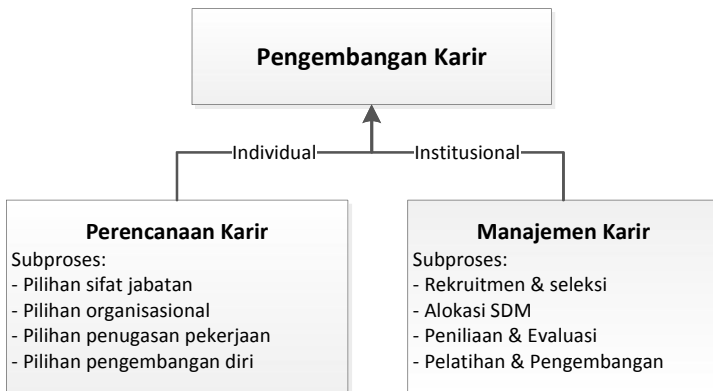 Pengembangan Karir
Individual
Institusional
Perencanaan Karir
Subproses:
- Pilihan sifat jabatan
- Pilihan organisasional
- Pilihan penugasan pekerjaan
- Pilihan pengembangan diri
Manajemen Karir
Subproses:
- Rekruitmen & seleksi
- Alokasi SDM
- Peniliaan & Evaluasi
- Pelatihan & Pengembangan